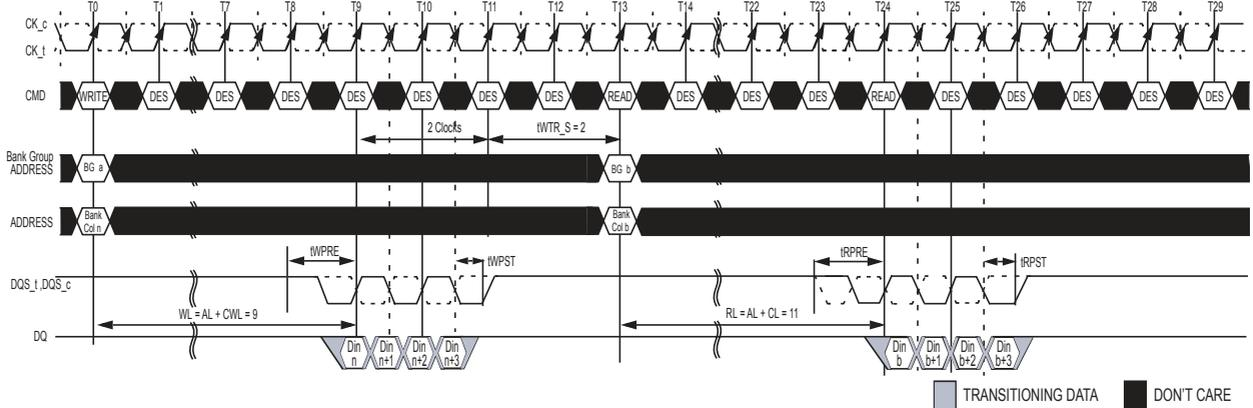 T0 T1 T7 T8 T9 T10 T11 T12 T13 T14 T22 T23 T24 T25 T26 T27 T28 T29
CK_c
CK_t
CMD WRITE DES DES DES DES DES DES DES READ DES DES DES READ DES DES DES DES DES
2 Clocks tWTR_S = 2
Bank Group
ADDRESS BG a BG b
ADDRESS
Bank
Col n
Bank
Col b
tWPRE tWPST tRPRE tRPST
DQS_t ,DQS_c
WL = AL + CWL = 9 RL = AL + CL = 11
DQ
Din Din Din Din Din Din Din Din
n n+1 n+2 n+3 b b+1 b+2 b+3
TRANSITIONING DATA DON'T CARE